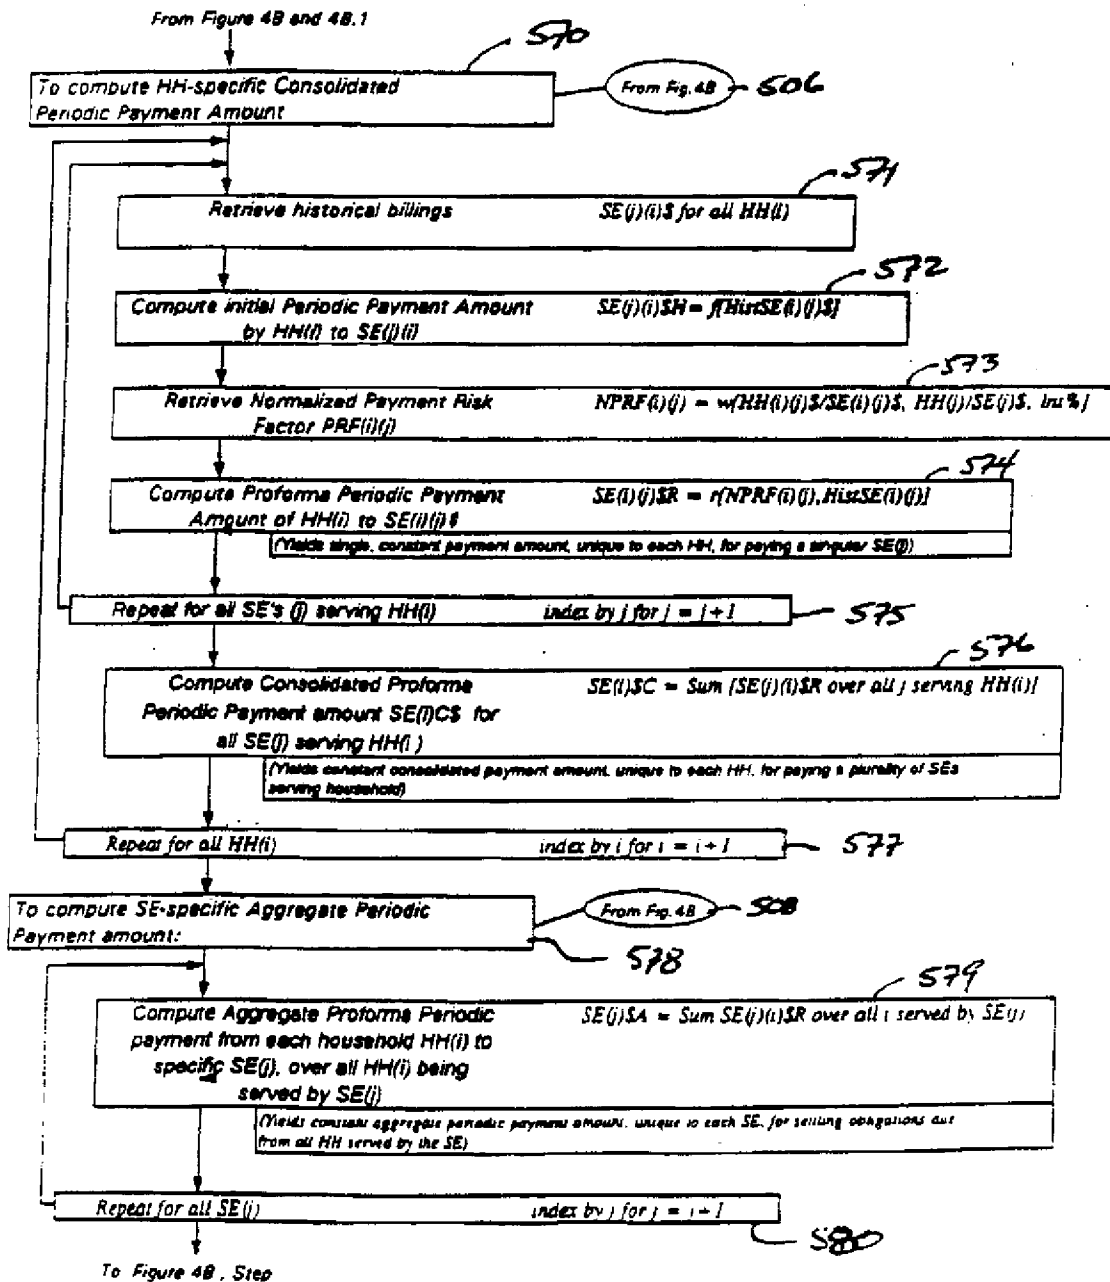 From Figure 4B and 4B.1
570
To compute HH-specific Consolidated
Periodic Payment Amount
From Fig. 4B
506
571
Retrieve historical billings SE(j)(i)$ for all HH(i)
572
Compute initial Periodic Payment Amount SE(j)(i)$H = f[HistSE(i)(j)$]
by HH(i) to SE(j)(i)
573
Retrieve Normalized Payment Risk NPRF(i)(j) = w[HH(i)(j)$/SE(i)(j)$, HH(j)/SE(j)$, Int%]
Factor PRF(i)(j)
574
Compute Proforma Periodic Payment SE(i)(j)$R = r[NPRF(i)(j),HistSE(i)(j)]
Amount of HH(i) to SE(i)(j)$
(Yields single, constant payment amount, unique to each HH, for paying a singular SE(j))
Repeat for all SE's (j) serving HH(i) index by j for j = j + 1
575
576
Compute Consolidated Proforma SE(i)$C = Sum [SE(j)(i)$R over all j serving HH(i)]
Periodic Payment amount SE(i)C$ for
all SE(j) serving HH(i )
(Yields constant consolidated payment amount, unique to each HH, for paying a plurality of SEs
serving household)
Repeat for all HH(i) index by i for i = i + 1
577
To compute SE-specific Aggregate Periodic
Payment amount:
From Fig. 4B
508
578
579
Compute Aggregate Proforma Periodic SE(j)$A = Sum SE(j)(i)$R over all i served by SE(j)
payment from each household HH(i) to
specific SE(j), over all HH(i) being
served by SE(j)
(Yields constant aggregate periodic payment amount, unique to each SE, for settling obligations due
from all HH served by the SE)
Repeat for all SE(j) index by j for j = j + 1
580
To Figure 4B , Step